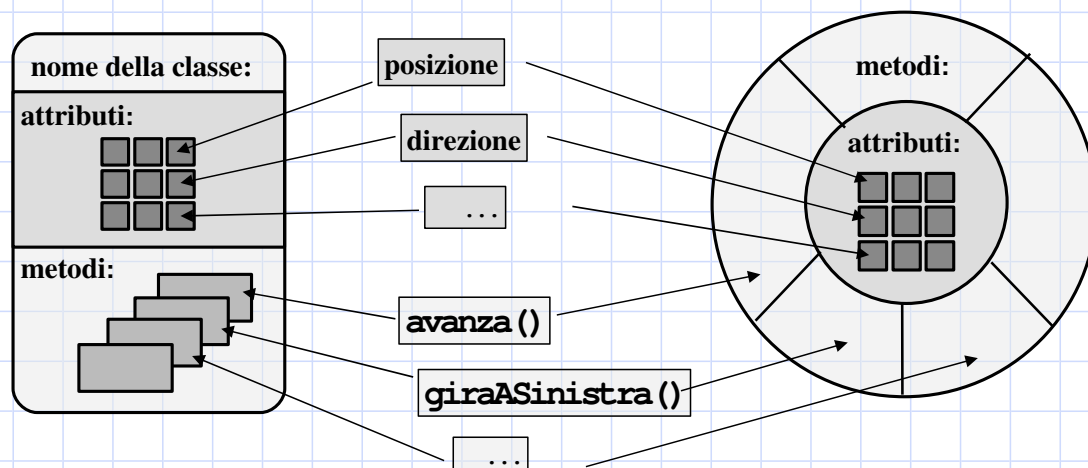 nome della classe:
attributi:
metodi:
posizione
direzione
...
avanza()
giraASinistra()
...
metodi:
attributi: